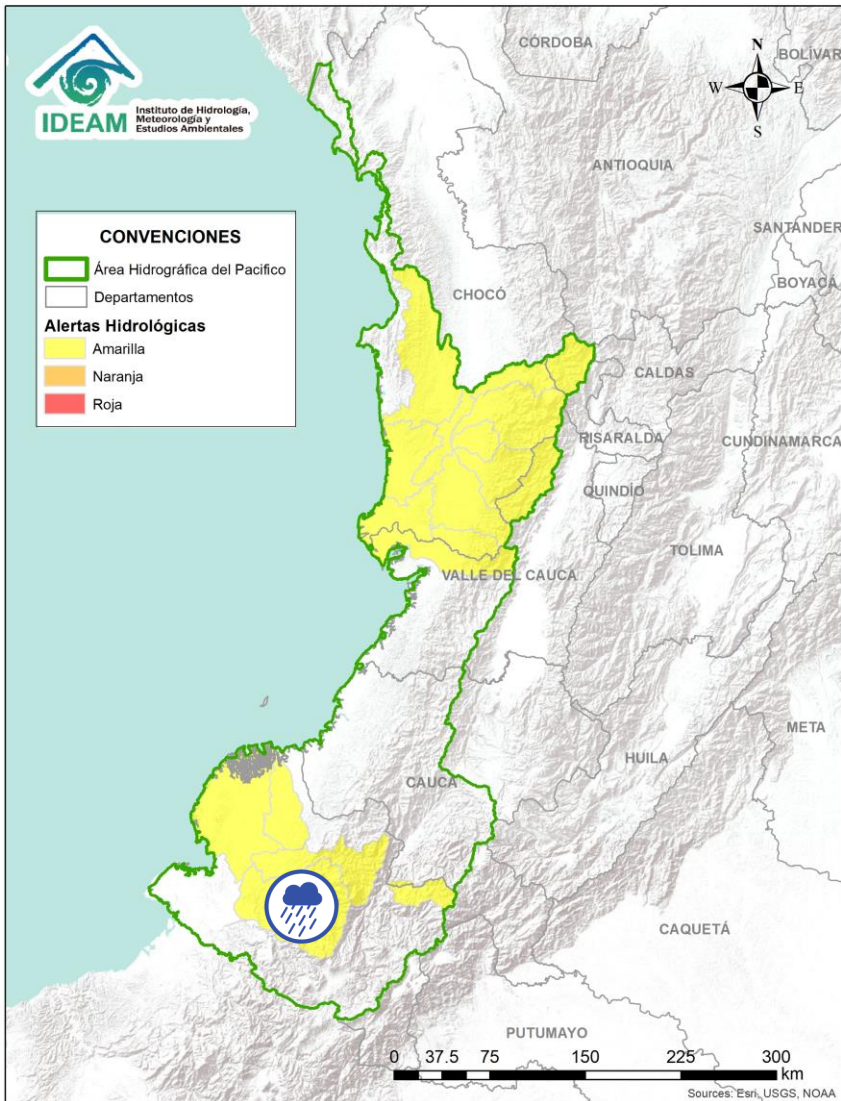 IDEAM
Instituto de Hidrología,
Meteorología y
Estudios Ambientales
CÓRDOBA
BOLÍVAR
N
W
E
S
ANTIOQUIA
SANTANDER
BOYACÁ
CONVENCIONES
Área Hidrográfica del Pacifico
Departamentos
Alertas Hidrológicas
Amarilla
Naranja
Roja
CHOCÓ
CALDAS
RISARALDA
CUNDINAMARCA
QUINDÍO
TOLIMA
VALLE DEL CAUCA
META
HUILA
CAUCA
CAQUETÁ
PUTUMAYO
0 37.5 75 150 225 300
km
Sources: Esri, USGS, NOAA